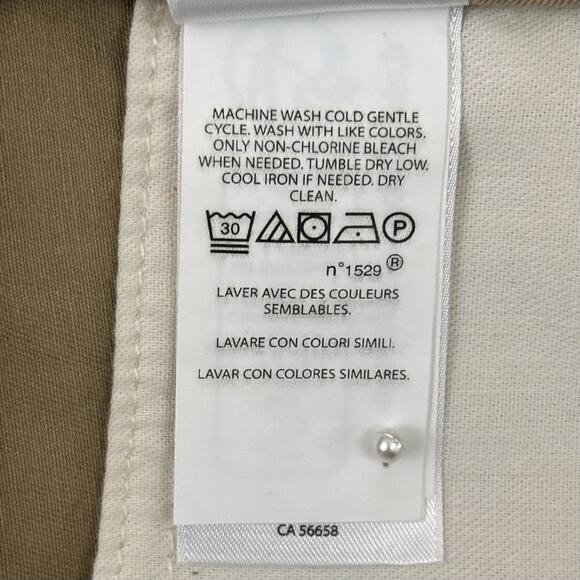 MACHINE WASH COLD GENTLE
CYCLE. WASH WITH LIKE COLORS.
ONLY NON-CHLORINE BLEACH
WHEN NEEDED. TUMBLE DRY LOW.
COOL IRON IF NEEDED. DRY
CLEAN.
30 P
n°1529 ®
LAVER AVEC DES COULEURS
SEMBLABLES.
LAVARE CON COLORI SIMILI.
LAVAR CON COLORES SIMILARES.
CA 56658